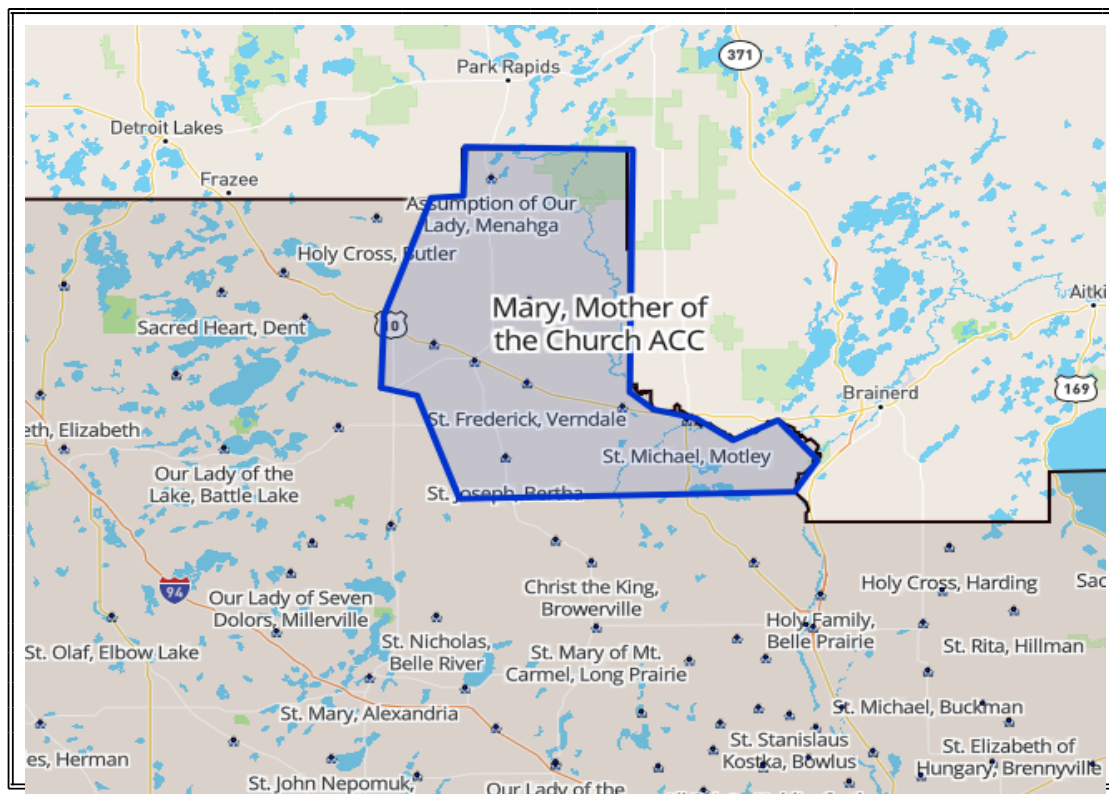 371
Park Rapids
Detroit Lakes
Frazee
Assumption of Our
Lady, Menahga
Holy Cross, Butler
Mary, Mother of
the Church ACC
10
Sacred Heart, Dent
Aitki
169
Brainerd
eth, Elizabeth
St. Frederick, Verndale
St. Michael, Motley
Our Lady of the
Lake, Battle Lake
St. Joseph, Bertha
94
Our Lady of Seven
Dolors, Millerville
Christ the King,
Browerville
Holy Cross, Harding
Sac
St. Olaf, Elbow Lake
St. Nicholas,
Belle River
St. Mary of Mt.
Carmel, Long Prairie
Holy Family,
Belle Prairie
St. Rita, Hillman
St. Mary, Alexandria
St. Michael, Buckman
es, Herman
St. Stanislaus
Kostka, Bowlus
St. Elizabeth of
Hungary, Brennyville
St. John Nepomuk,
Our Lady of the